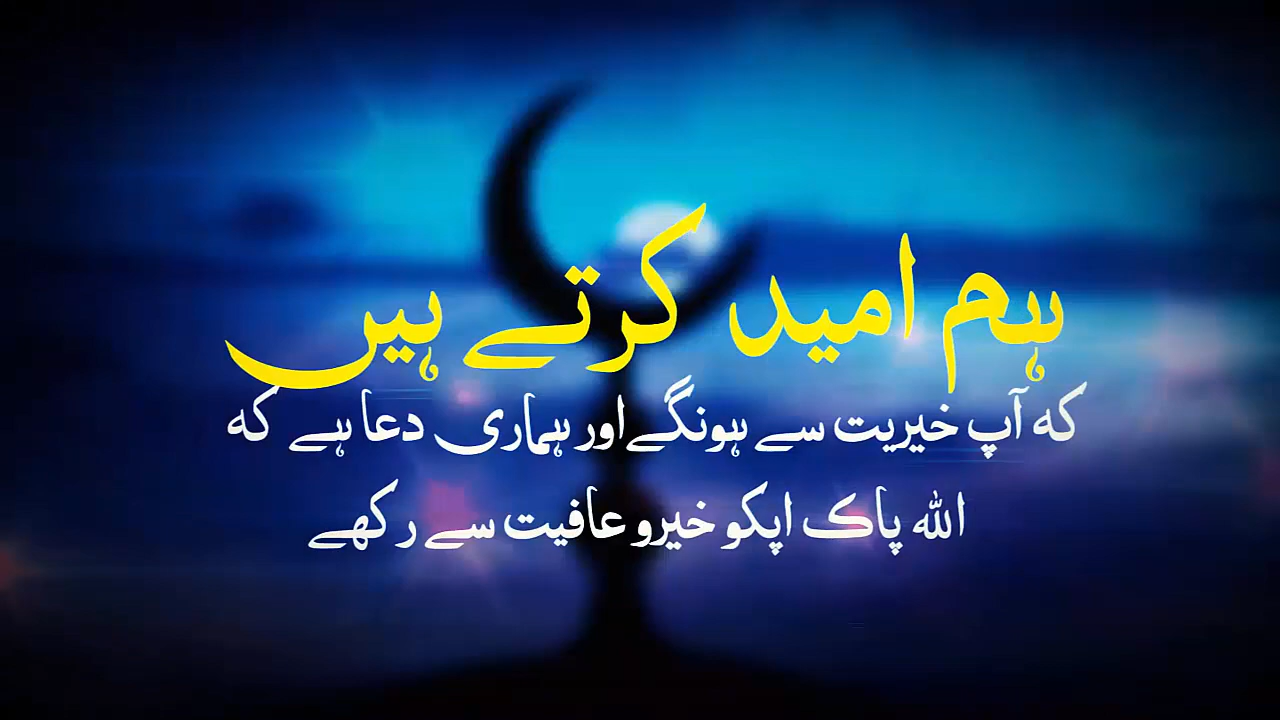 ہم امید کرتے ہیں
کہ آپ خیریت سے ہونگے اور ہماری دعا ہے کہ
اللہ پاک اپکو خیر و عافیت سے رکھے